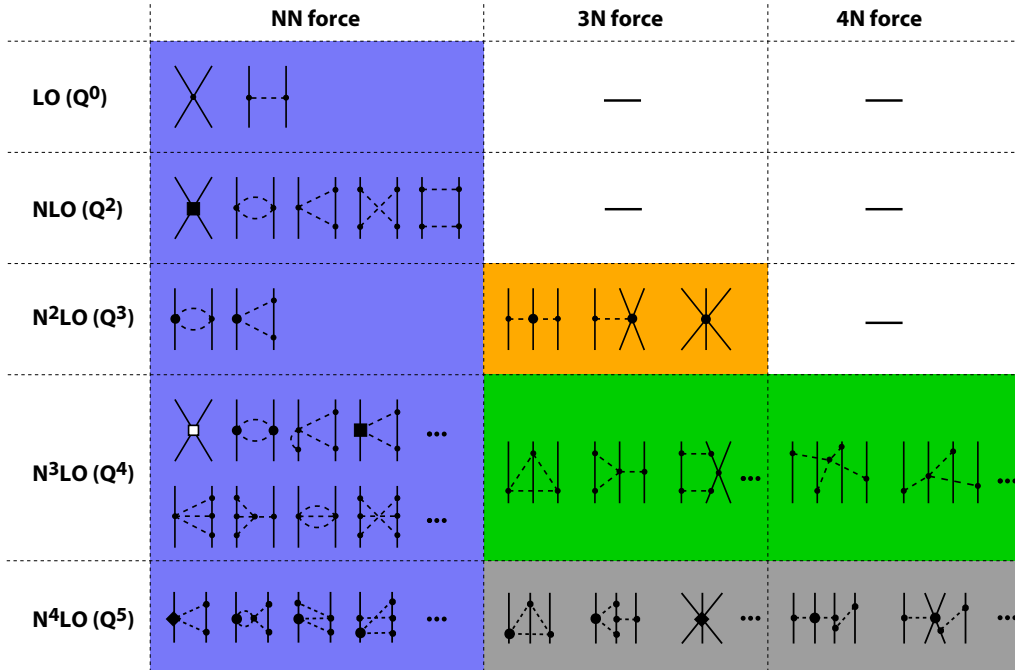 NN force 3N force 4N force
LO (Q⁰) — —
NLO (Q²) — —
N²LO (Q³) —
N³LO (Q⁴) ••• ••• •••
•••
N⁴LO (Q⁵) ••• ••• •••